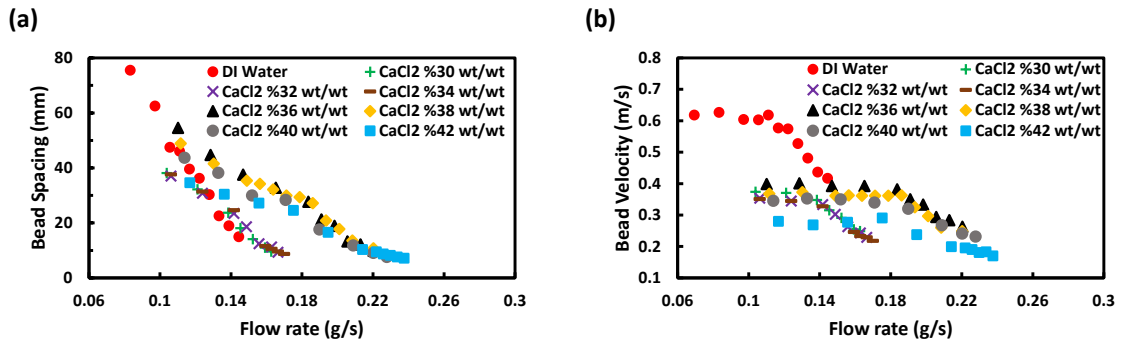 (a)
(b)
80
60
40
20
0
0.06
0.1
0.14
0.18
0.22
0.26
0.3
Bead Spacing (mm)
Flow rate (g/s)
DI Water
CaCl2 %30 wt/wt
CaCl2 %32 wt/wt
CaCl2 %34 wt/wt
CaCl2 %36 wt/wt
CaCl2 %38 wt/wt
CaCl2 %40 wt/wt
CaCl2 %42 wt/wt
0.8
0.7
0.6
0.5
0.4
0.3
0.2
0.1
0.06
0.1
0.14
0.18
0.22
0.26
0.3
Bead Velocity (m/s)
Flow rate (g/s)
DI Water
CaCl2 %30 wt/wt
CaCl2 %32 wt/wt
CaCl2 %34 wt/wt
CaCl2 %36 wt/wt
CaCl2 %38 wt/wt
CaCl2 %40 wt/wt
CaCl2 %42 wt/wt